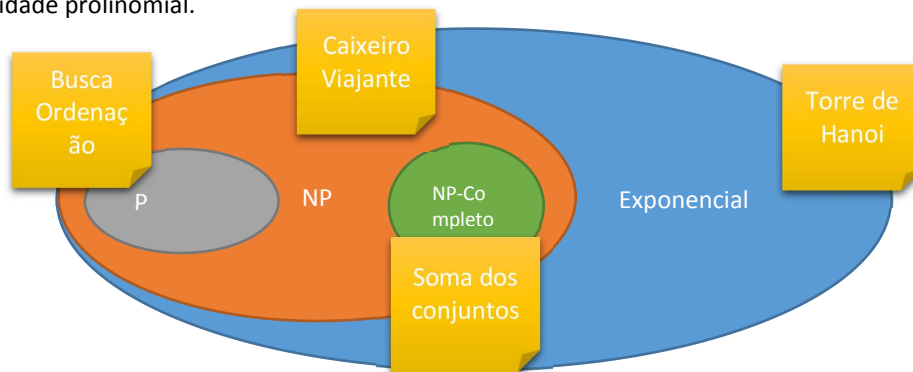 idade prolinomial.
Caixeiro
Viajante
Busca
Ordenaç
ão
Torre de
Hanoi
P
NP
NP-Co
mpleto
Exponencial
Soma dos
conjuntos